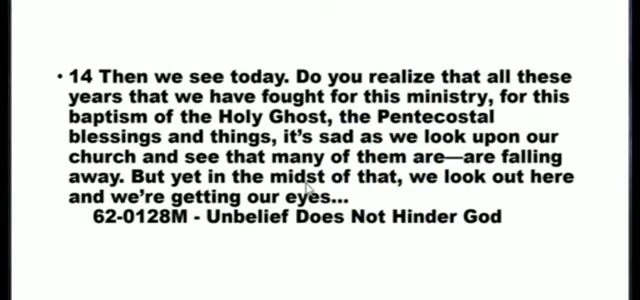 • 14 Then we see today. Do you realize that all these
years that we have fought for this ministry, for this
baptism of the Holy Ghost, the Pentecostal
blessings and things, it's sad as we look upon our
church and see that many of them are—are falling
away. But yet in the midst of that, we look out here
and we're getting our eyes...
62-0128M - Unbelief Does Not Hinder God